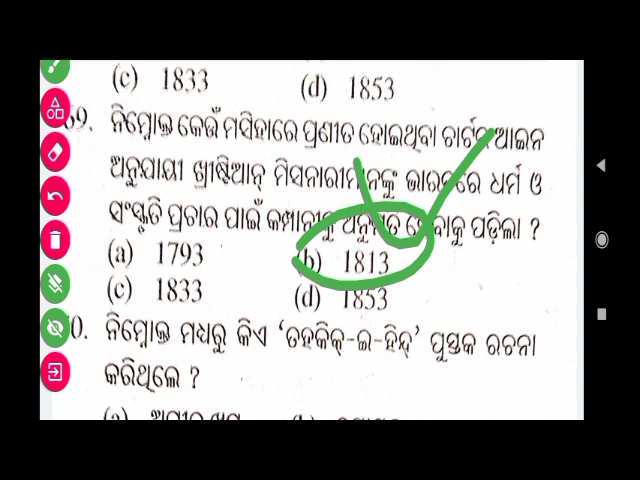 (c) 1833 (d) 1853
69. ନିମ୍ନୋକ୍ତ କେଉଁ ମସିହାରେ ପ୍ରଣୀତ ହୋଇଥିବା ଚାର୍ଟର ଆଇନ
ଅନୁଯାୟୀ ଖ୍ରୀଷ୍ଟିଆନ୍ ମିସନାରୀମାନଙ୍କୁ ଭାରତରେ ଧର୍ମ ଓ
ସଂସ୍କୃତି ପ୍ରଚାର ପାଇଁ କମ୍ପାନୀକୁ ଅନୁମତି ଦେବାକୁ ପଡ଼ିଲା ?
(a) 1793 (b) 1813
(c) 1833 (d) 1853
0. ନିମ୍ନୋକ୍ତ ମଧ୍ୟରୁ କିଏ ‘ତହକିକ୍-ଇ-ହିନ୍ଦ୍’ ପୁସ୍ତକ ରଚନା
କରିଥିଲେ ?